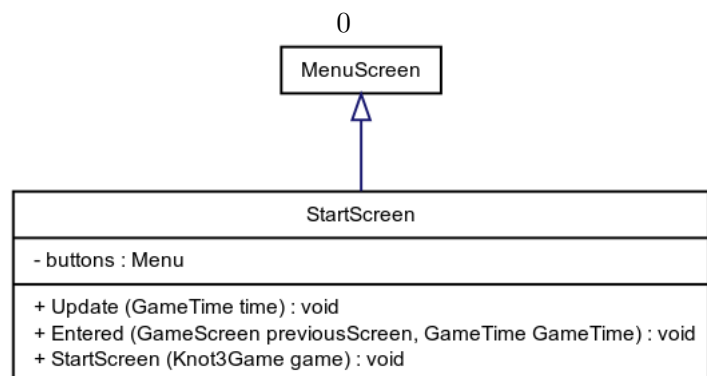 0
MenuScreen
StartScreen
- buttons : Menu
+ Update (GameTime time) : void
+ Entered (GameScreen previousScreen, GameTime GameTime) : void
+ StartScreen (Knot3Game game) : void